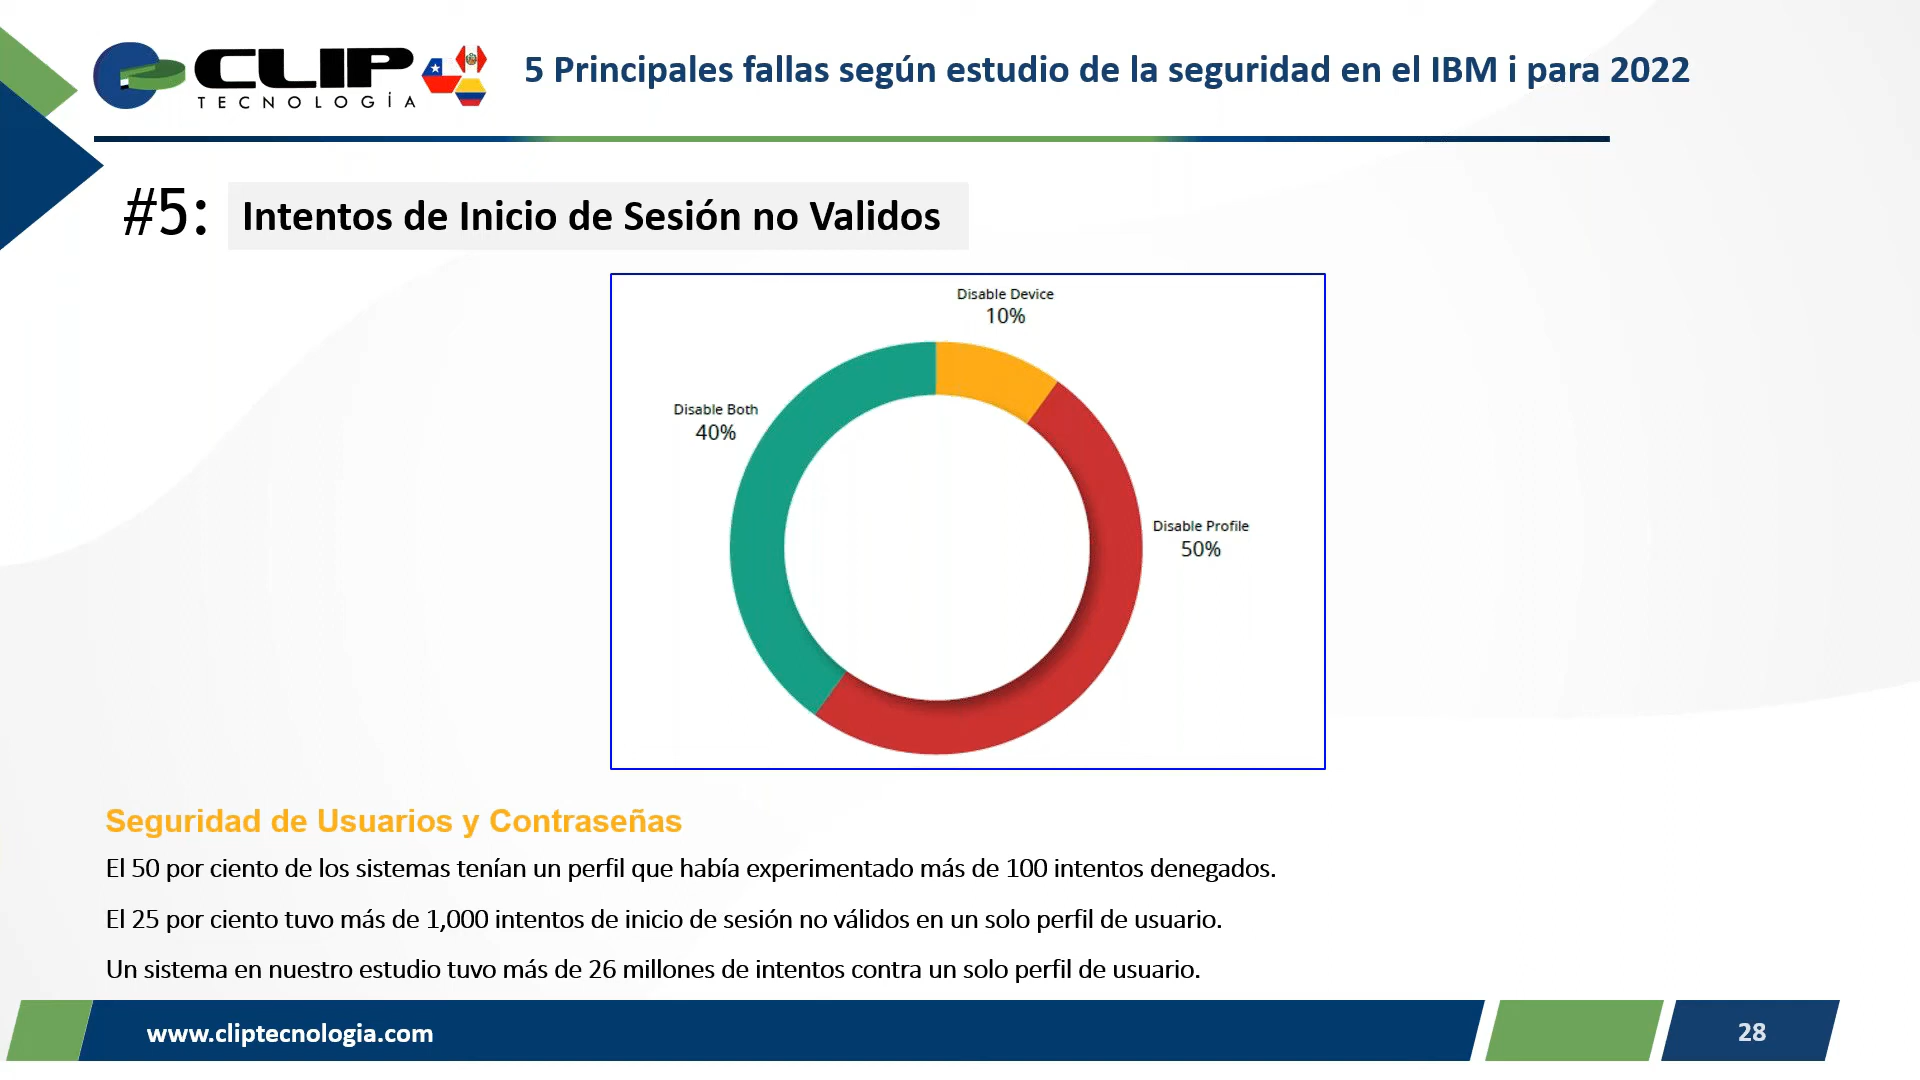 CLIP
TECNOLOGÍA
5 Principales fallas según estudio de la seguridad en el IBM i para 2022
#5:
Intentos de Inicio de Sesión no Validos
Disable Device
10%
Disable Both
40%
Disable Profile
50%
Seguridad de Usuarios y Contraseñas
El 50 por ciento de los sistemas tenían un perfil que había experimentado más de 100 intentos denegados.
El 25 por ciento tuvo más de 1,000 intentos de inicio de sesión no válidos en un solo perfil de usuario.
Un sistema en nuestro estudio tuvo más de 26 millones de intentos contra un solo perfil de usuario.
www.cliptecnologia.com
28